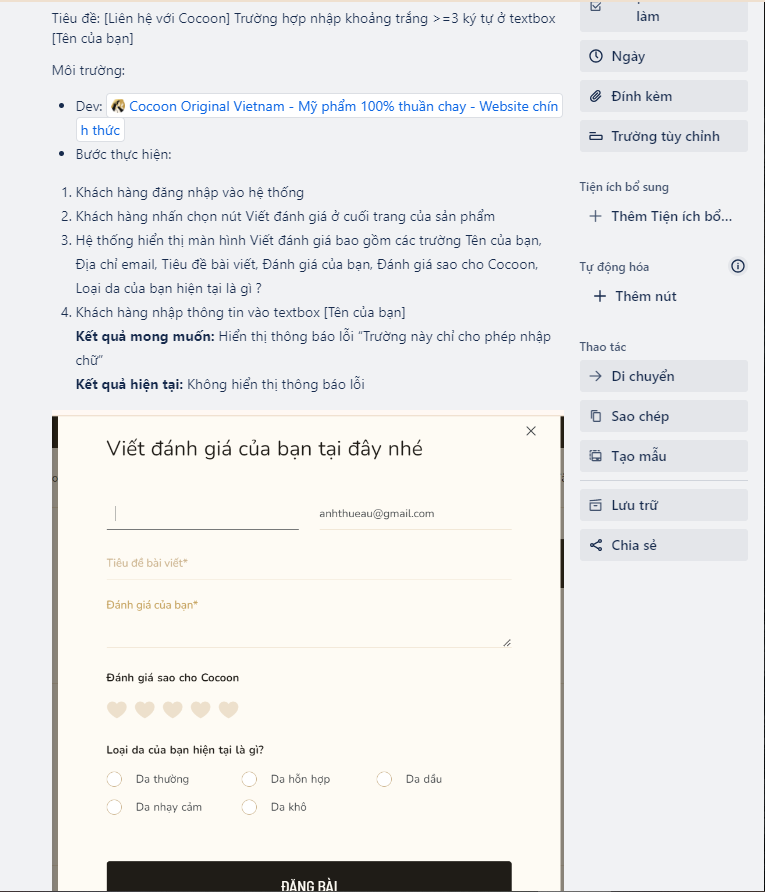 Tiêu đề: [Liên hệ với Cocoon] Trường hợp nhập khoảng trắng >=3 ký tự ở textbox
[Tên của bạn]
Môi trường:
Dev: Cocoon Original Vietnam - Mỹ phẩm 100% thuần chay - Website chín
h thức
Bước thực hiện:
1. Khách hàng đăng nhập vào hệ thống
2. Khách hàng nhấn chọn nút Viết đánh giá ở cuối trang của sản phẩm
3. Hệ thống hiển thị màn hình Viết đánh giá bao gồm các trường Tên của bạn,
Địa chỉ email, Tiêu đề bài viết, Đánh giá của bạn, Đánh giá sao cho Cocoon,
Loại da của bạn hiện tại là gì ?
4. Khách hàng nhập thông tin vào textbox [Tên của bạn]
Kết quả mong muốn: Hiển thị thông báo lỗi “Trường này chỉ cho phép nhập
chữ”
Kết quả hiện tại: Không hiển thị thông báo lỗi
Viết đánh giá của bạn tại đây nhé
anhthueau@gmail.com
Tiêu đề bài viết*
Đánh giá của bạn*
Đánh giá sao cho Cocoon
Loại da của bạn hiện tại là gì?
Da thường Da hỗn hợp Da dầu
Da nhạy cảm Da khô
ĐĂNG BÀI
làm
Ngày
Đính kèm
Trường tùy chỉnh
Tiện ích bổ sung
Thêm Tiện ích bổ...
Tự động hóa
Thêm nút
Thao tác
Di chuyển
Sao chép
Tạo mẫu
Lưu trữ
Chia sẻ